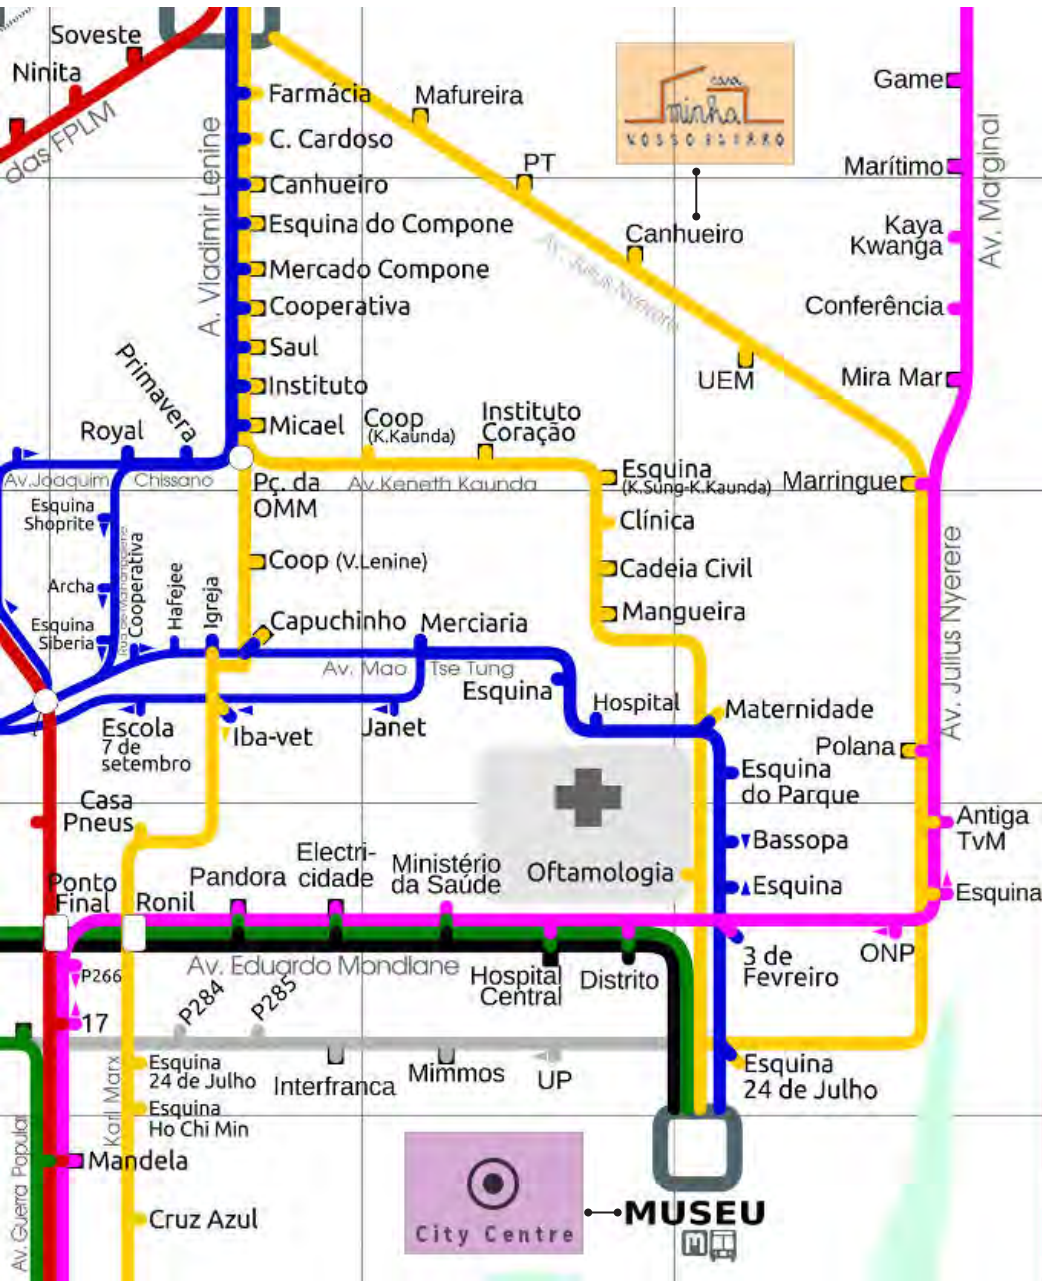 Soveste
Ninita
das FPLM
Farmácia
C. Cardoso
Canhueiro
Esquina do Compone
Mercado Compone
Cooperativa
Saul
Instituto
Micael
A. Vladimir Lenine
Mafureira
PT
Canhueiro
UEM
Av. Julius Nyerere
casa
minha
NOSSO BAIRRO
Game
Marítimo
Kaya
Kwanga
Conferência
Mira Mar
Av. Marginal
Marringue
Primavera
Royal
Av.Joaquim Chissano
Pç. da
OMM
Coop
(K.Kaunda)
Instituto
Coração
Av.Keneth Kaunda
Esquina
(K.Sung-K.Kaunda)
Clínica
Cadeia Civil
Mangueira
Esquina
Shoprite
Archa
Esquina
Siberia
Cooperativa
Hafejee
Igreja
Coop (V.Lenine)
Capuchinho
Merciaria
Av. Mao Tse Tung
Esquina
Hospital
Maternidade
Escola
7 de
setembro
Iba-vet
Janet
Av. Julius Nyerere
Polana
Esquina
do Parque
Bassopa
Esquina
Antiga
TvM
Esquina
Casa
Pneus
Oftamologia
Ponto
Final
Ronil
Pandora
Electri-
cidade
Ministério
da Saúde
Av. Eduardo Mondlane
Hospital
Central
Distrito
3 de
Fevreiro
ONP
P266
17
P284
P285
Interfranca
Mimmos
UP
Esquina
24 de Julho
Esquina
24 de Julho
Esquina
Ho Chi Min
Karl Marx
Mandela
Cruz Azul
Av. Guerra Popular
City Centre
MUSEU
M